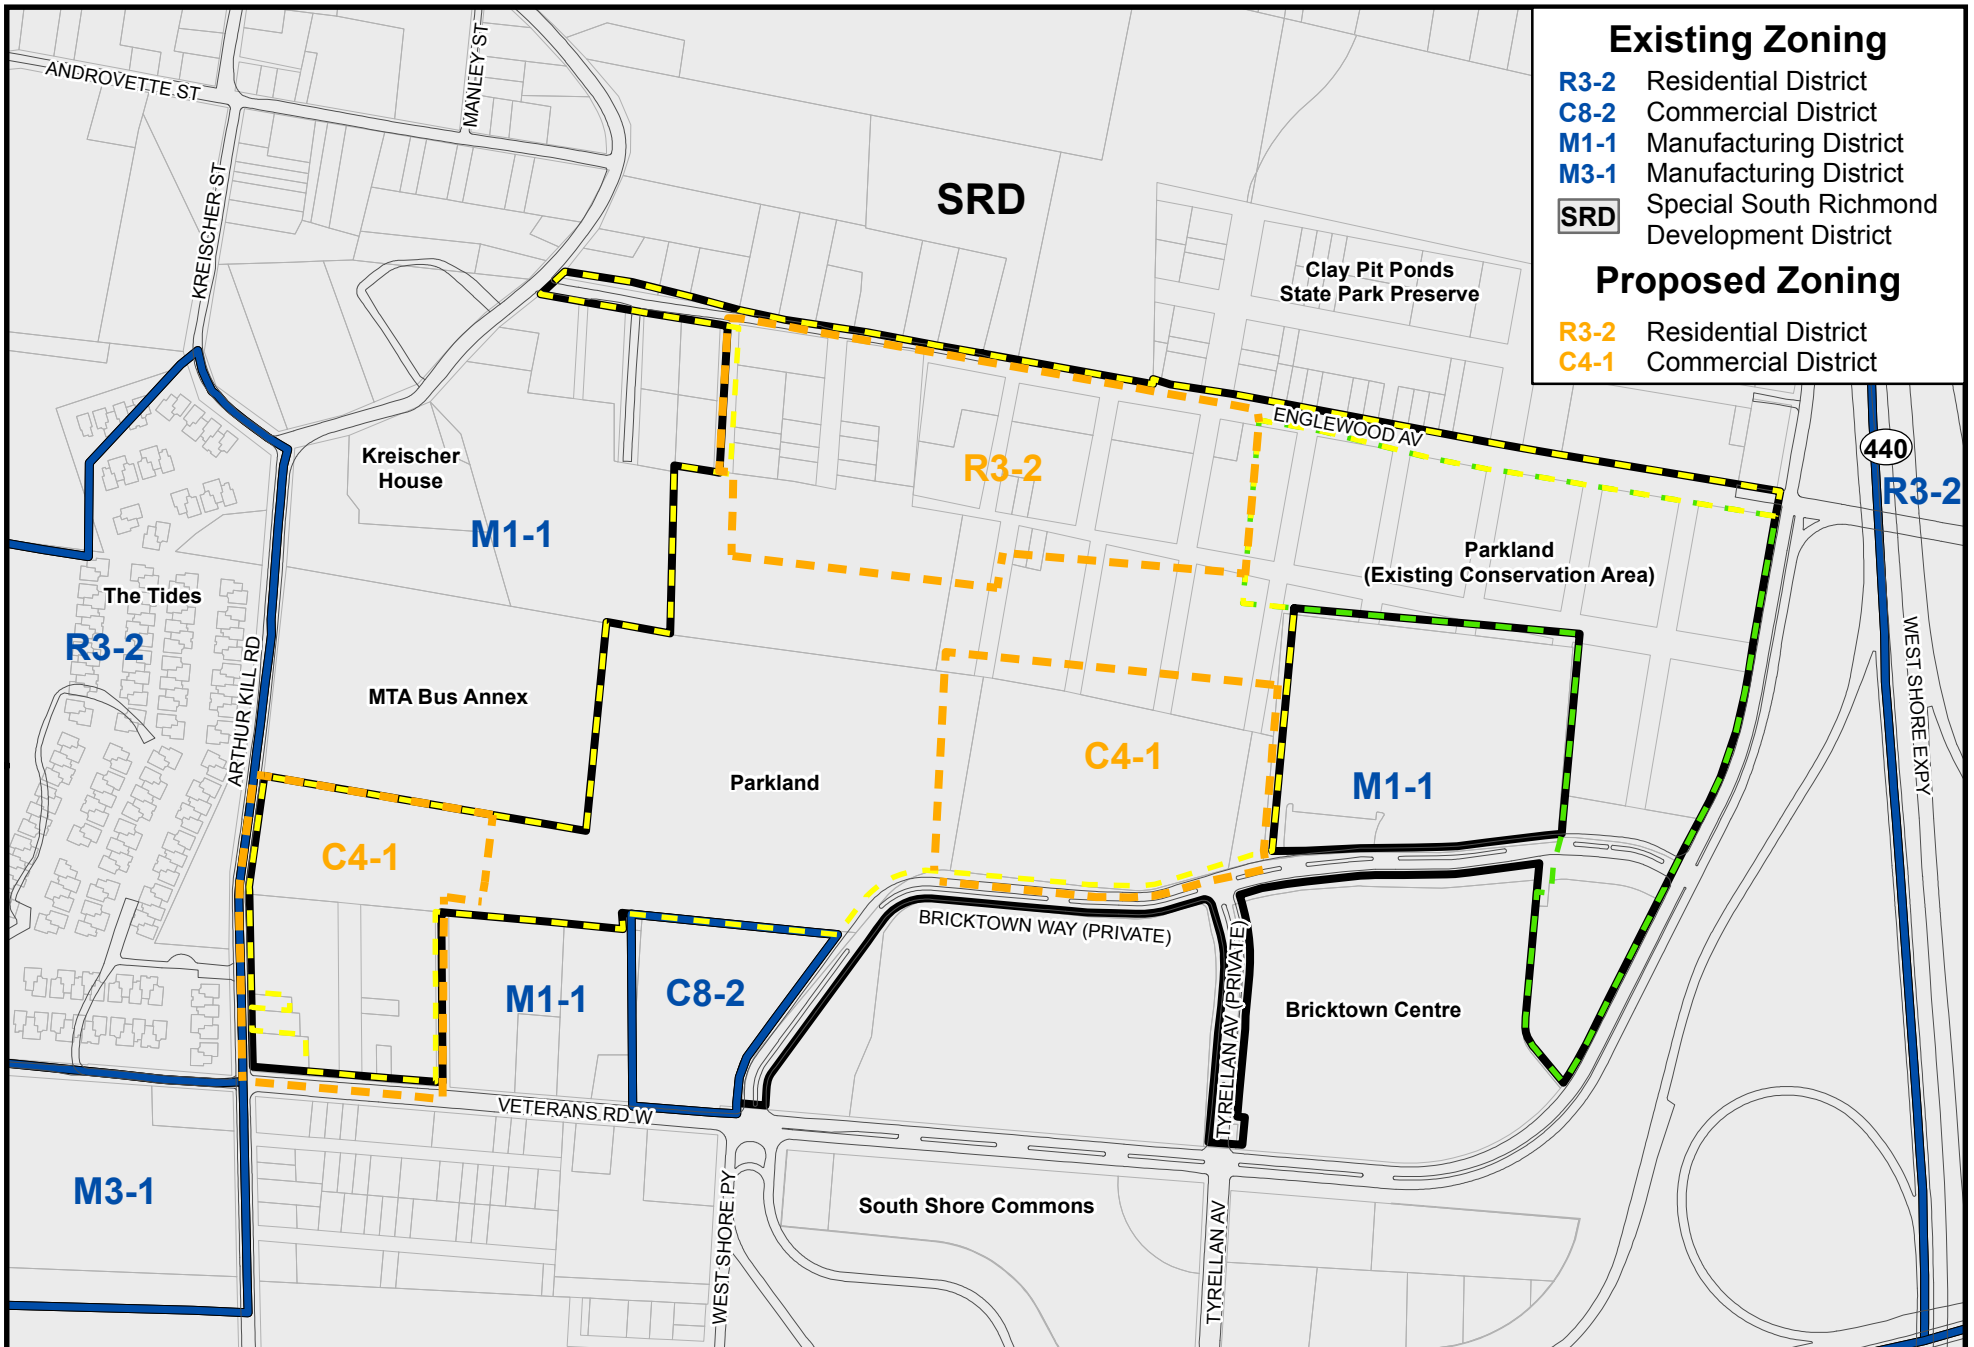 Existing Zoning
R3-2 Residential District
C8-2 Commercial District
M1-1 Manufacturing District
M3-1 Manufacturing District
SRD Special South Richmond
Development District
Proposed Zoning
R3-2 Residential District
C4-1 Commercial District
ANDROVETTE ST
MANLEY ST
KREISCHER ST
SRD
Clay Pit Ponds
State Park Preserve
ENGLEWOOD AV
440
R3-2
Kreischer
House
R3-2
M1-1
Parkland
(Existing Conservation Area)
The Tides
R3-2
ARTHUR KILL RD
MTA Bus Annex
WEST SHORE EXPY
Parkland
C4-1
M1-1
C4-1
BRICKTOWN WAY (PRIVATE)
M1-1
C8-2
TYRELLAN AV (PRIVATE)
Bricktown Centre
VETERANS RD W
M3-1
WEST SHORE PY
South Shore Commons
TYRELLAN AV